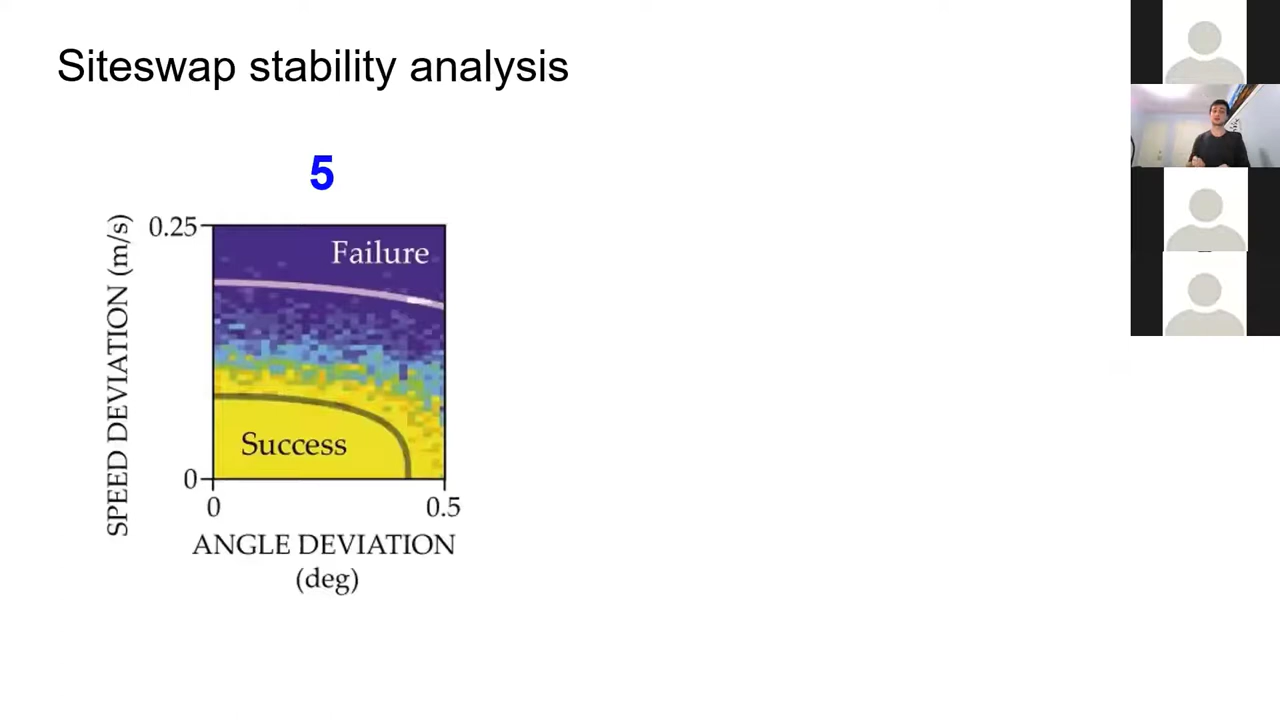 Siteswap stability analysis
5
SPEED DEVIATION (m/s)
0.25
Failure
Success
0
0
0.5
ANGLE DEVIATION
(deg)